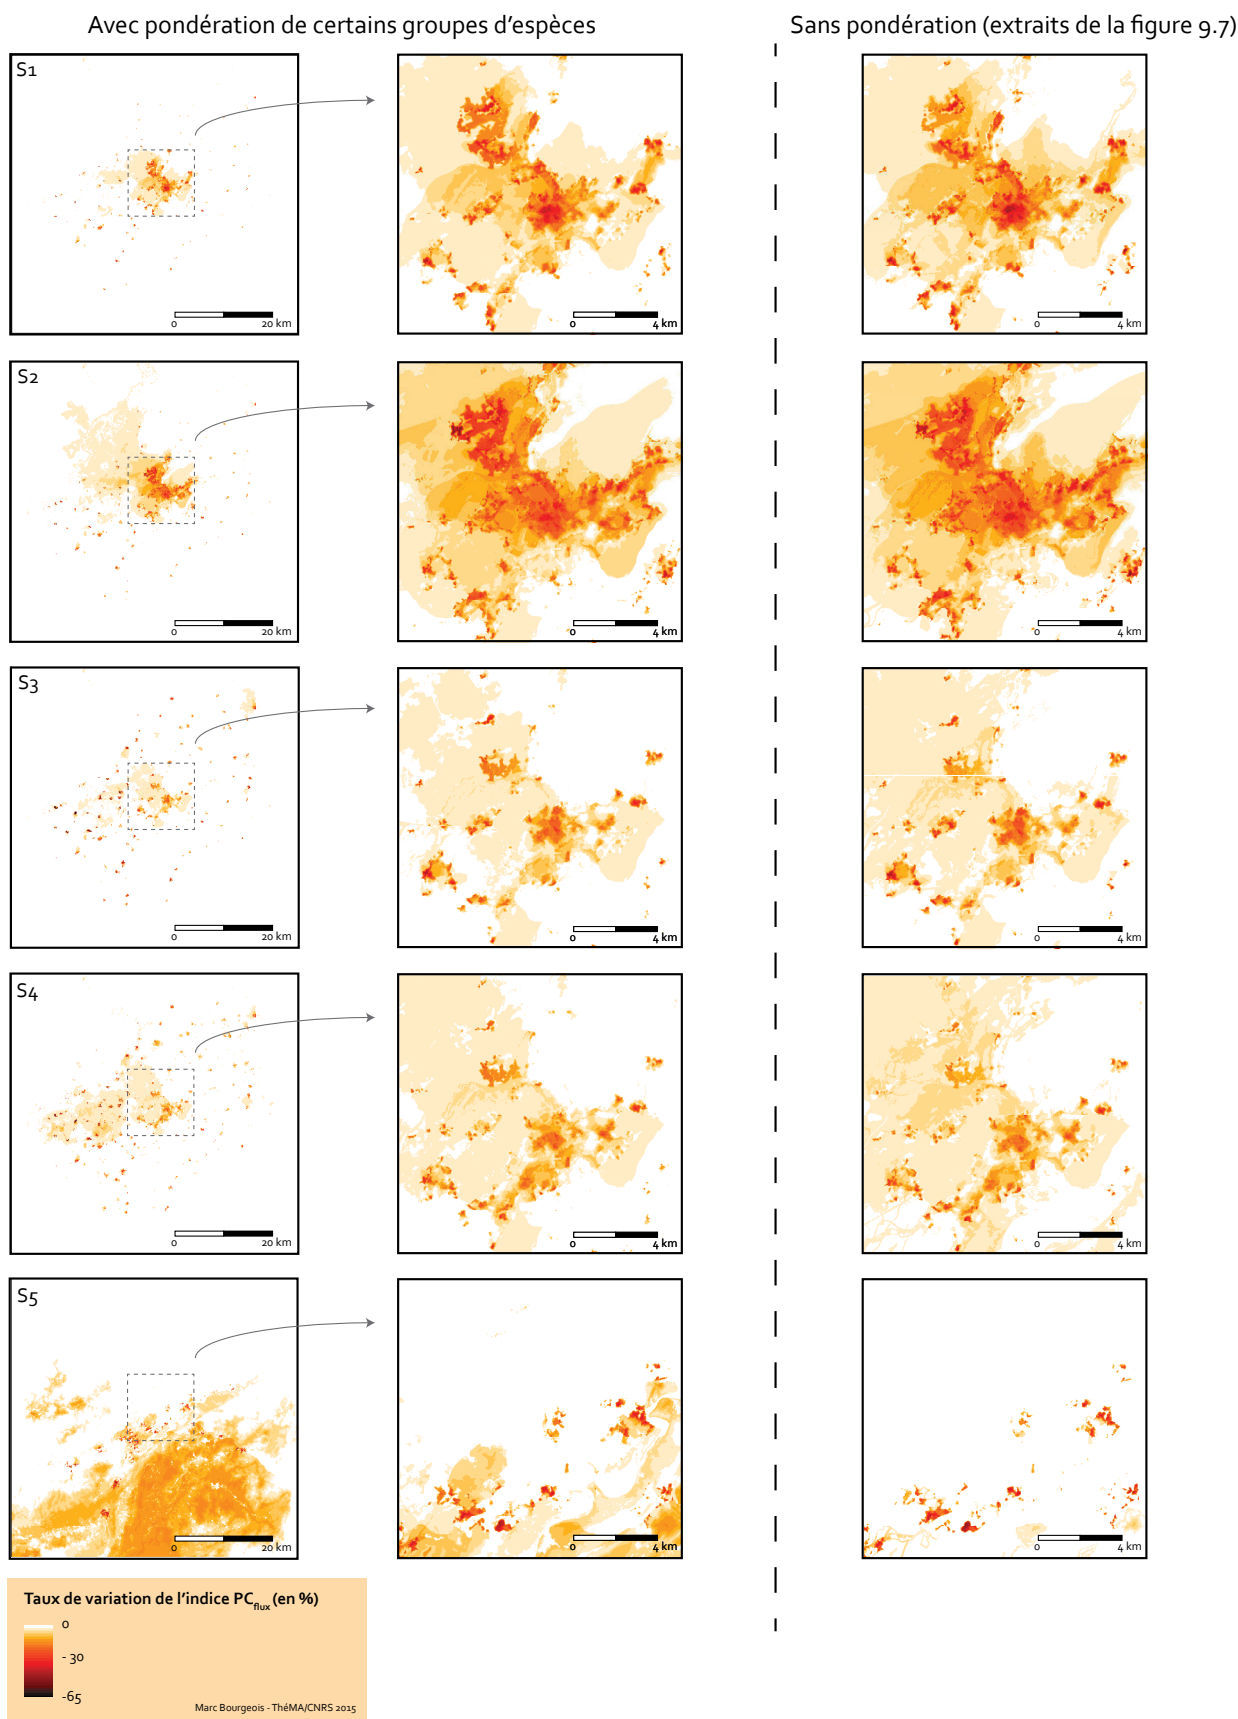 Avec pondération de certains groupes d'espèces
Sans pondération (extraits de la figure 9.7)
S1
0 20 km
0 4 km
0 4 km
S2
0 20 km
0 4 km
0 4 km
S3
0 20 km
0 4 km
0 4 km
S4
0 20 km
0 4 km
0 4 km
S5
0 20 km
0 4 km
0 4 km
Taux de variation de l'indice PCflux (en %)
0
- 30
-65
Marc Bourgeois - ThéMA/CNRS 2015